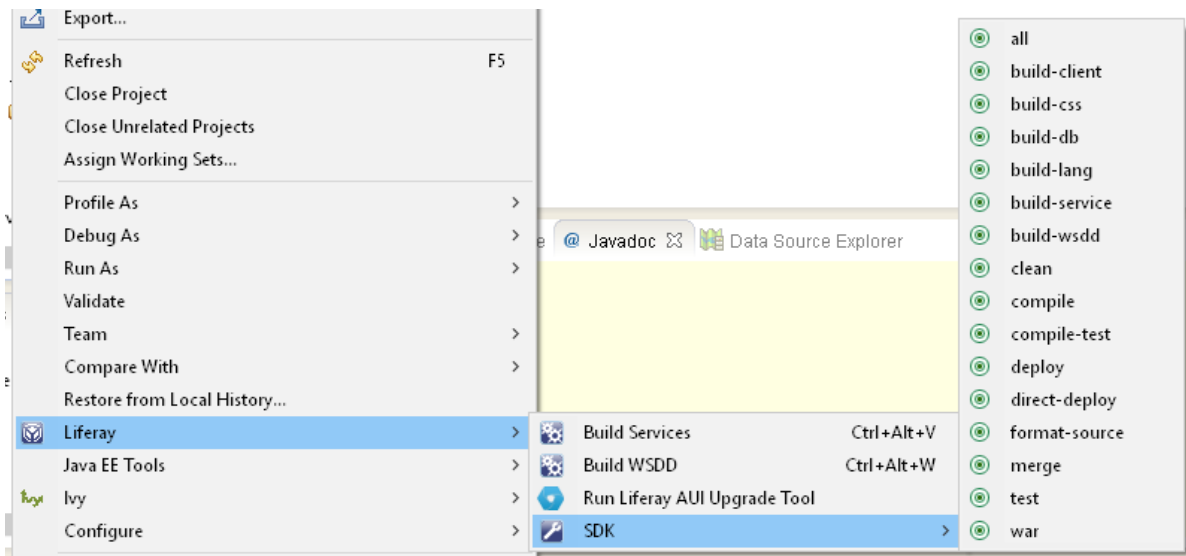 Export...
Refresh F5
Close Project
Close Unrelated Projects
Assign Working Sets...
Profile As
Debug As
Run As
Validate
Team
Compare With
Restore from Local History...
Liferay
Java EE Tools
Ivy
Configure
@ Javadoc
Data Source Explorer
Build Services Ctrl+Alt+V
Build WSDD Ctrl+Alt+W
Run Liferay AUI Upgrade Tool
SDK
all
build-client
build-css
build-db
build-lang
build-service
build-wsdd
clean
compile
compile-test
deploy
direct-deploy
format-source
merge
test
war